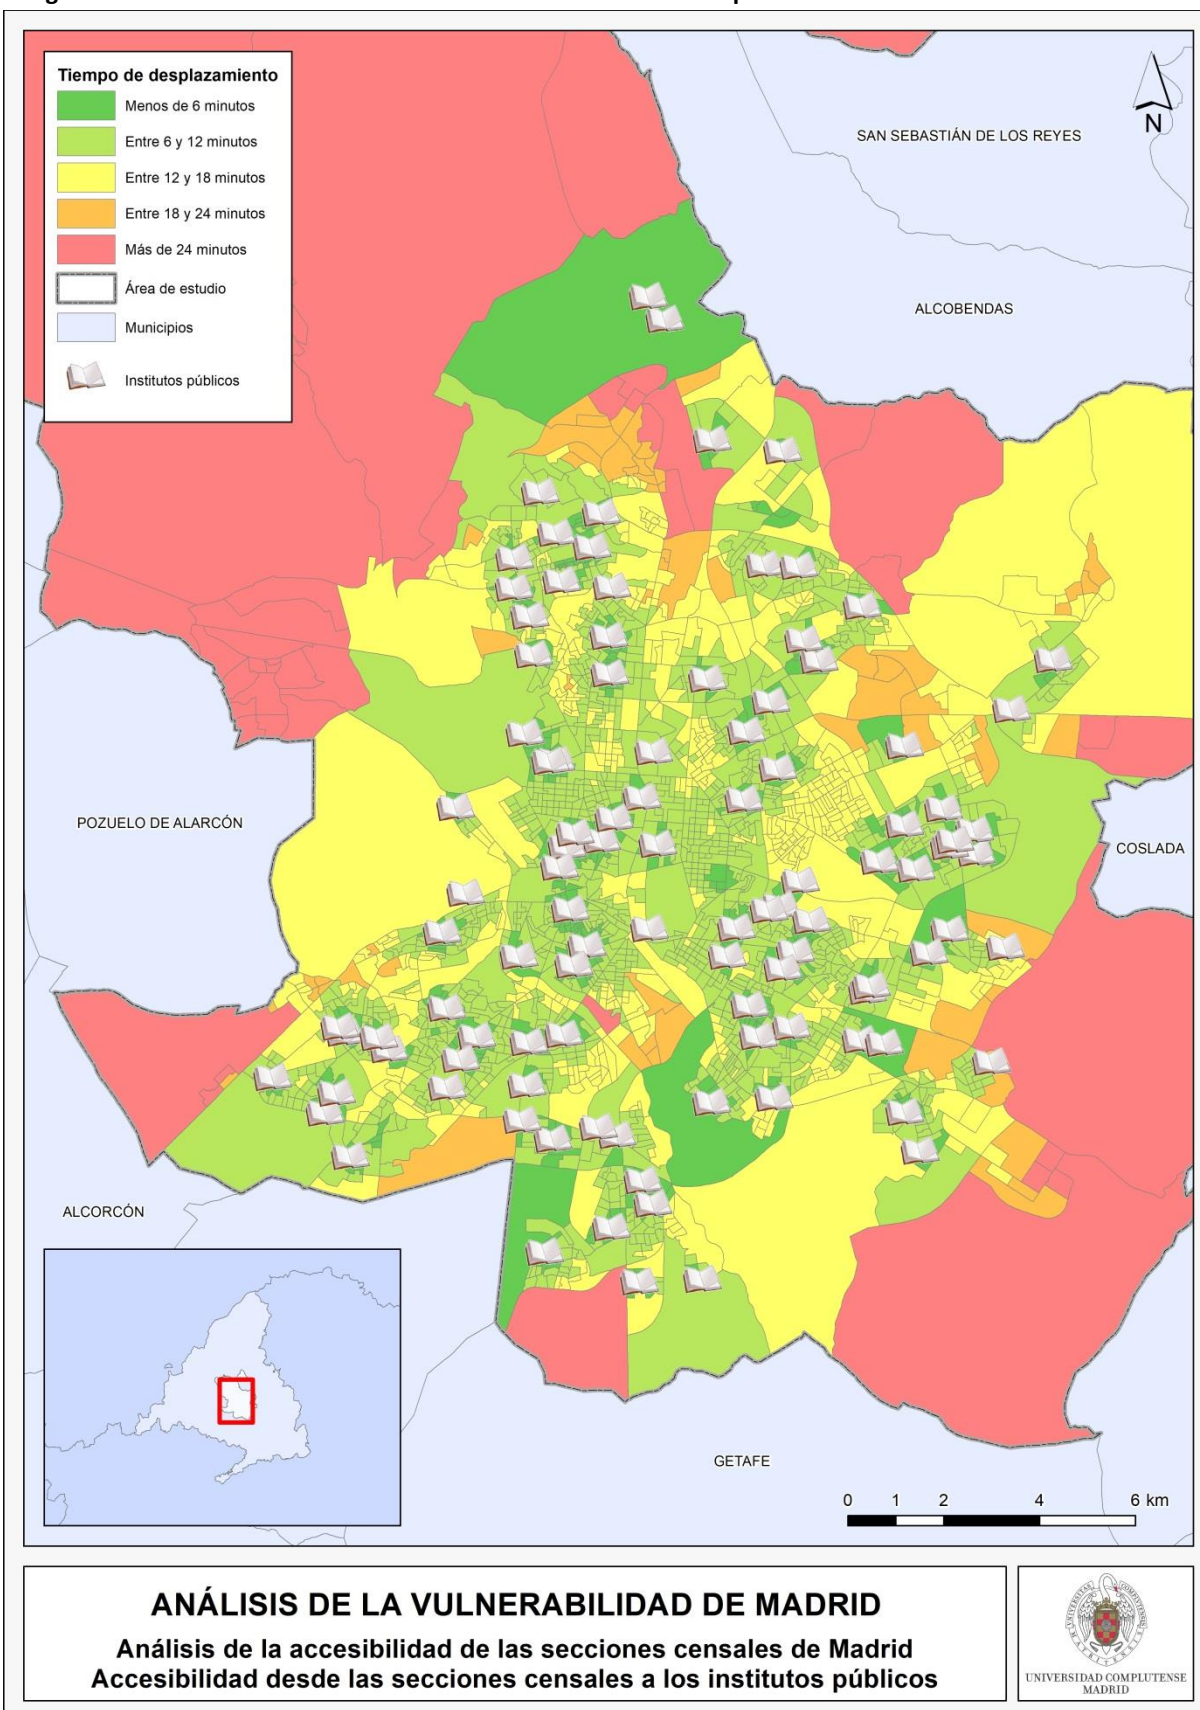 Tiempo de desplazamiento
Menos de 6 minutos
Entre 6 y 12 minutos
Entre 12 y 18 minutos
Entre 18 y 24 minutos
Más de 24 minutos
Área de estudio
Municipios
Institutos públicos
N
SAN SEBASTIÁN DE LOS REYES
ALCOBENDAS
POZUELO DE ALARCÓN
COSLADA
ALCORCÓN
GETAFE
0 1 2 4 6 km
ANÁLISIS DE LA VULNERABILIDAD DE MADRID
Análisis de la accesibilidad de las secciones censales de Madrid
Accesibilidad desde las secciones censales a los institutos públicos
UNIVERSIDAD COMPLUTENSE
MADRID